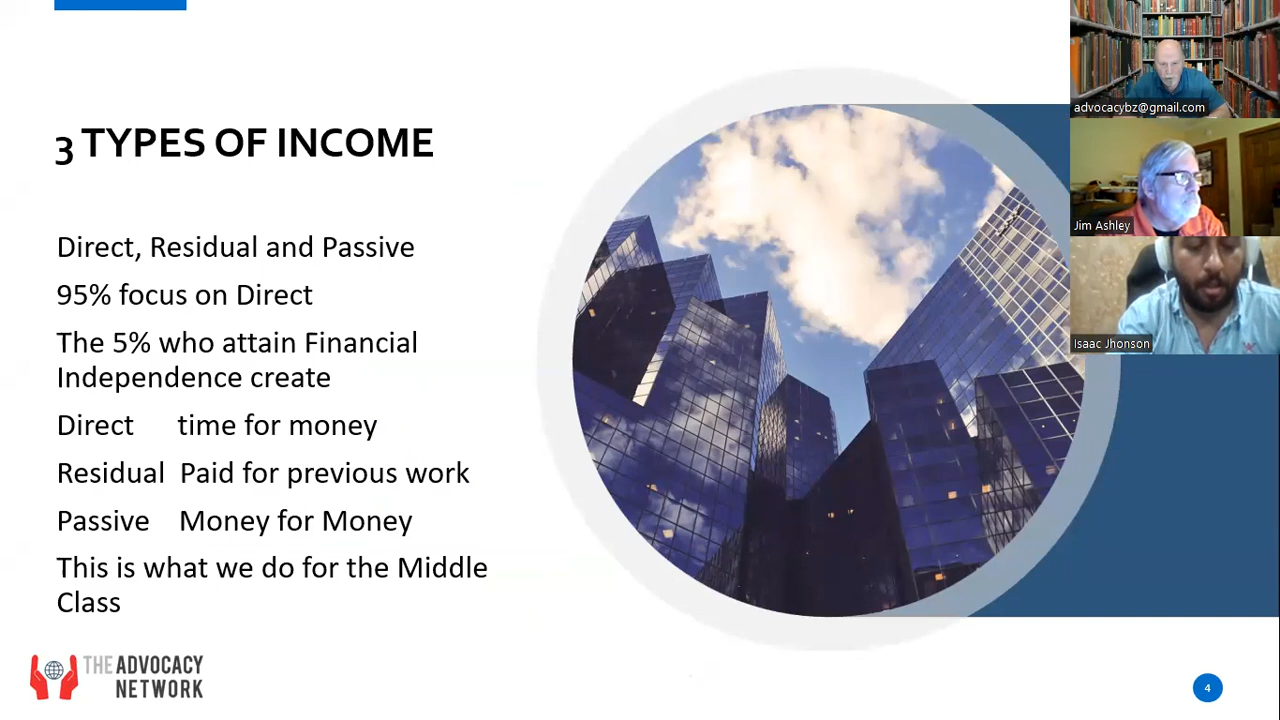 3 TYPES OF INCOME
Direct, Residual and Passive
95% focus on Direct
The 5% who attain Financial
Independence create
Direct time for money
Residual Paid for previous work
Passive Money for Money
This is what we do for the Middle
Class
THE ADVOCACY
NETWORK
4
advocacybz@gmail.com
Jim Ashley
Isaac Jhonson